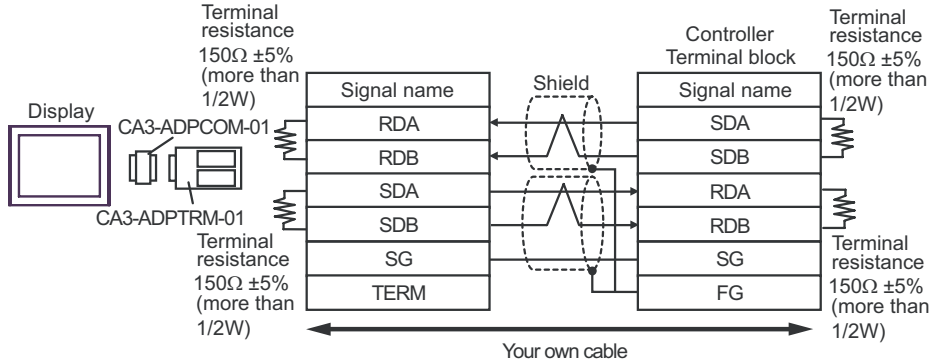 Terminal
resistance
150Ω ±5%
(more than
1/2W)
Display
CA3-ADPCOM-01
CA3-ADPTRM-01
Terminal
resistance
150Ω ±5%
(more than
1/2W)
Signal name
RDA
RDB
SDA
SDB
SG
TERM
Shield
Controller
Terminal block
Signal name
SDA
SDB
RDA
RDB
SG
FG
Terminal
resistance
150Ω ±5%
(more than
1/2W)
Terminal
resistance
150Ω ±5%
(more than
1/2W)
Your own cable